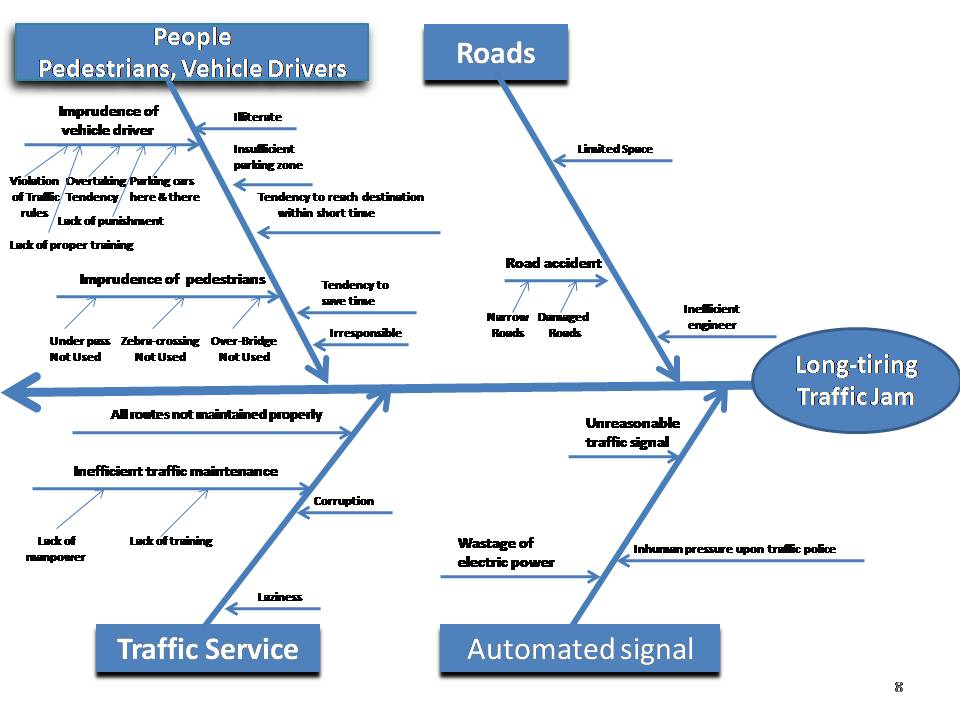 People
Pedestrians, Vehicle Drivers
Roads
Imprudence of
vehicle driver
Illiterate
Insufficient
parking zone
Violation
of Traffic
rules
Overtaking
Tendency
Parking cars
here & there
Lack of punishment
Lack of proper training
Tendency to reach destination
within short time
Limited Space
Imprudence of pedestrians
Tendency to
save time
Irresponsible
Under pass
Not Used
Zebra-crossing
Not Used
Over-Bridge
Not Used
Road accident
Narrow
Roads
Damaged
Roads
Inefficient
engineer
Long-tiring
Traffic Jam
All routes not maintained properly
Inefficient traffic maintenance
Corruption
Lack of
manpower
Lack of training
Laziness
Unreasonable
traffic signal
Wastage of
electric power
Inhuman pressure upon traffic police
Traffic Service
Automated signal
8